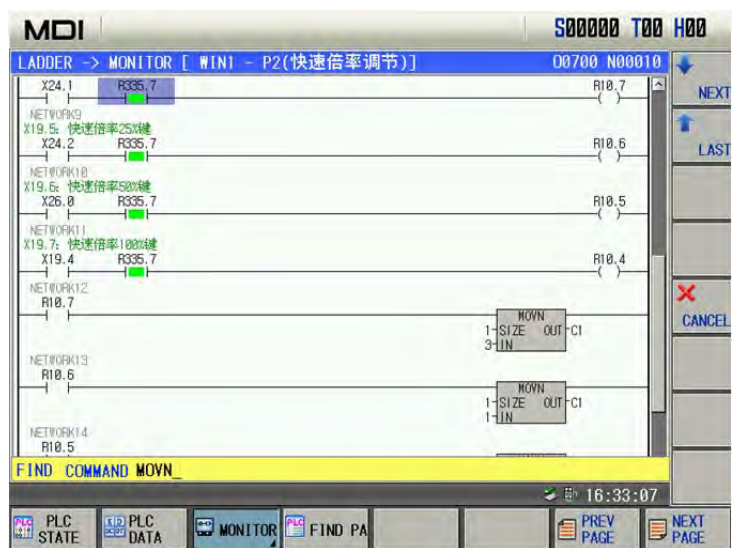 MDI
S00000 T00 H00
LADDER -> MONITOR [ WIN1 - P2(快速倍率调节)]
O0700 N00010
X24.1 R335.7 R10.7
NETWORK9
X19.5: 快速倍率25%键
X24.2 R335.7 R10.6
NETWORK10
X19.6: 快速倍率50%键
X26.0 R335.7 R10.5
NETWORK11
X19.7: 快速倍率100%键
X19.4 R335.7 R10.4
NETWORK12
R10.7
MOVN
1 SIZE OUT C1
3 IN
NETWORK13
R10.6
MOVN
1 SIZE OUT C1
1 IN
NETWORK14
R10.5
FIND COMMAND MOVN_
16:33:07
NEXT
LAST
CANCEL
PLC STATE
PLC DATA
MONITOR
FIND PA
PREV PAGE
NEXT PAGE